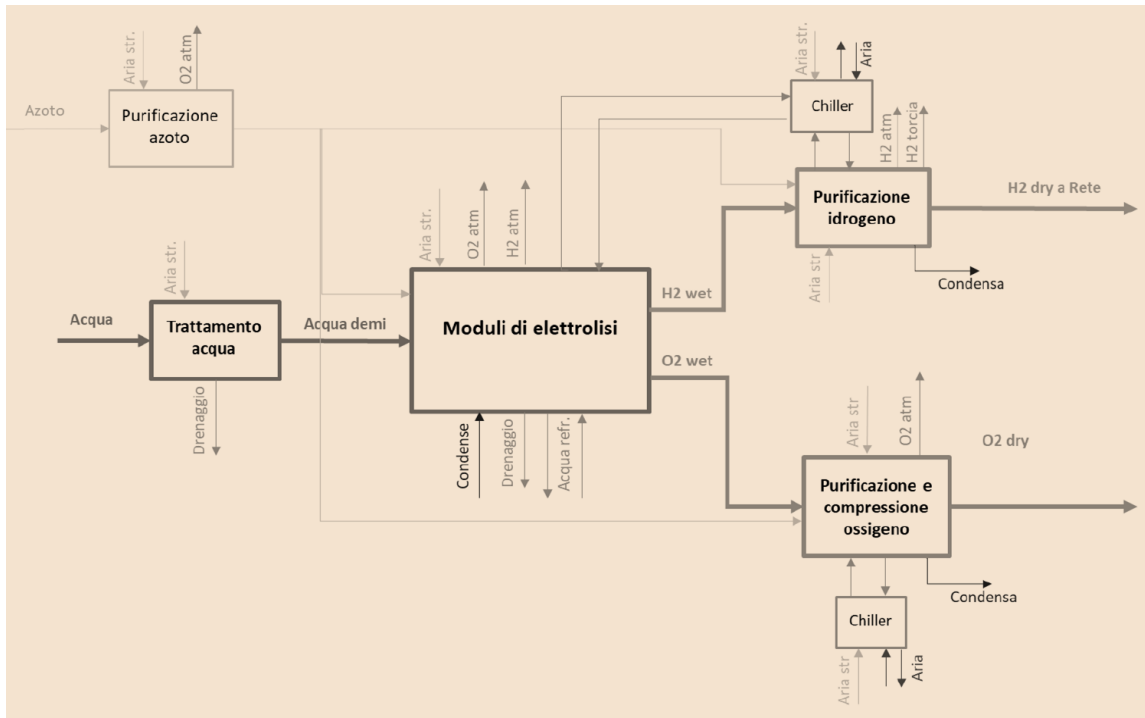 Aria str.
O2 atm
Azoto
Purificazione
azoto
Aria str.
Aria
Chiller
H2 atm
H2 torcia
Purificazione
idrogeno
H2 dry a Rete
Aria str
Condensa
Aria str.
O2 atm
H2 atm
Aria str.
Acqua
Trattamento
acqua
Acqua demi
Drenaggio
Moduli di elettrolisi
H2 wet
O2 wet
Condense
Drenaggio
Acqua refr.
Aria str
O2 atm
O2 dry
Purificazione e
compressione
ossigeno
Condensa
Chiller
Aria str
Aria